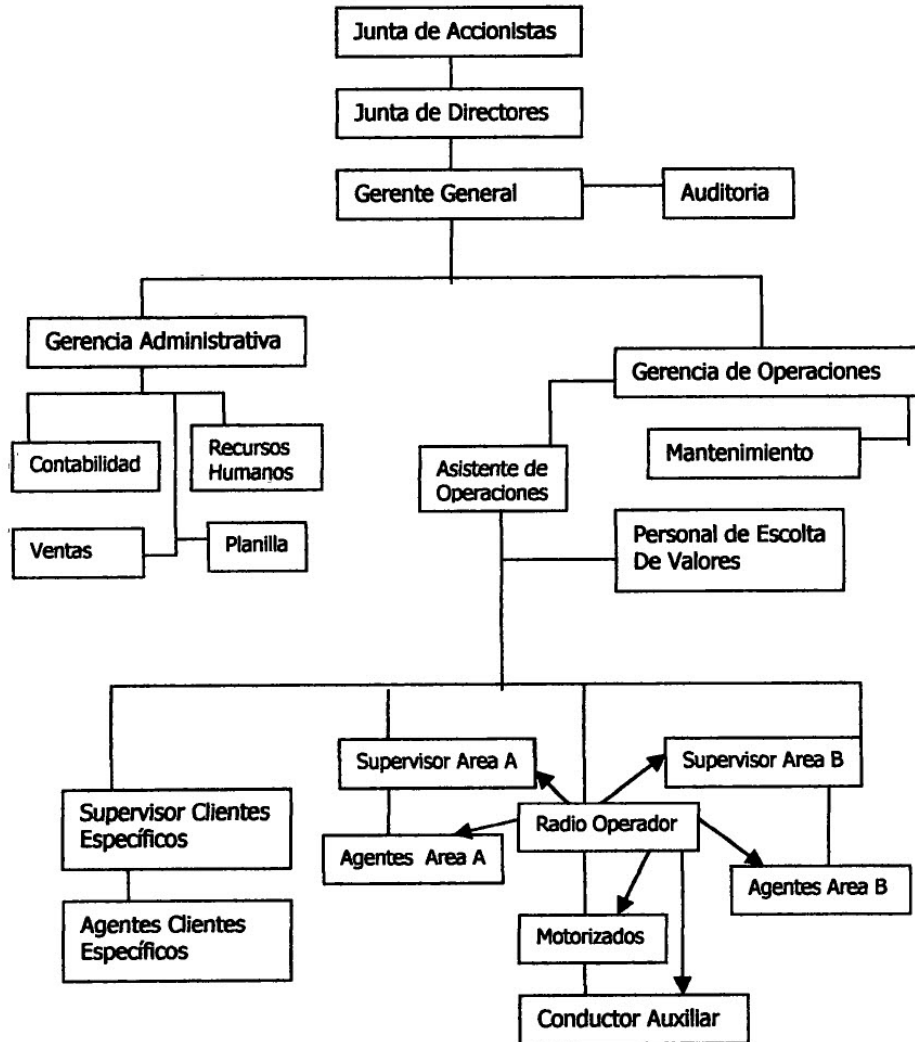 Junta de Accionistas
Junta de Directores
Gerente General
Auditoria
Gerencia Administrativa
Gerencia de Operaciones
Contabilidad
Recursos
Humanos
Asistente de
Operaciones
Mantenimiento
Ventas
Planilla
Personal de Escolta
De Valores
Supervisor Area A
Supervisor Area B
Supervisor Clientes
Específicos
Radio Operador
Agentes Area A
Agentes Area B
Agentes Clientes
Específicos
Motorizados
Conductor Auxiliar